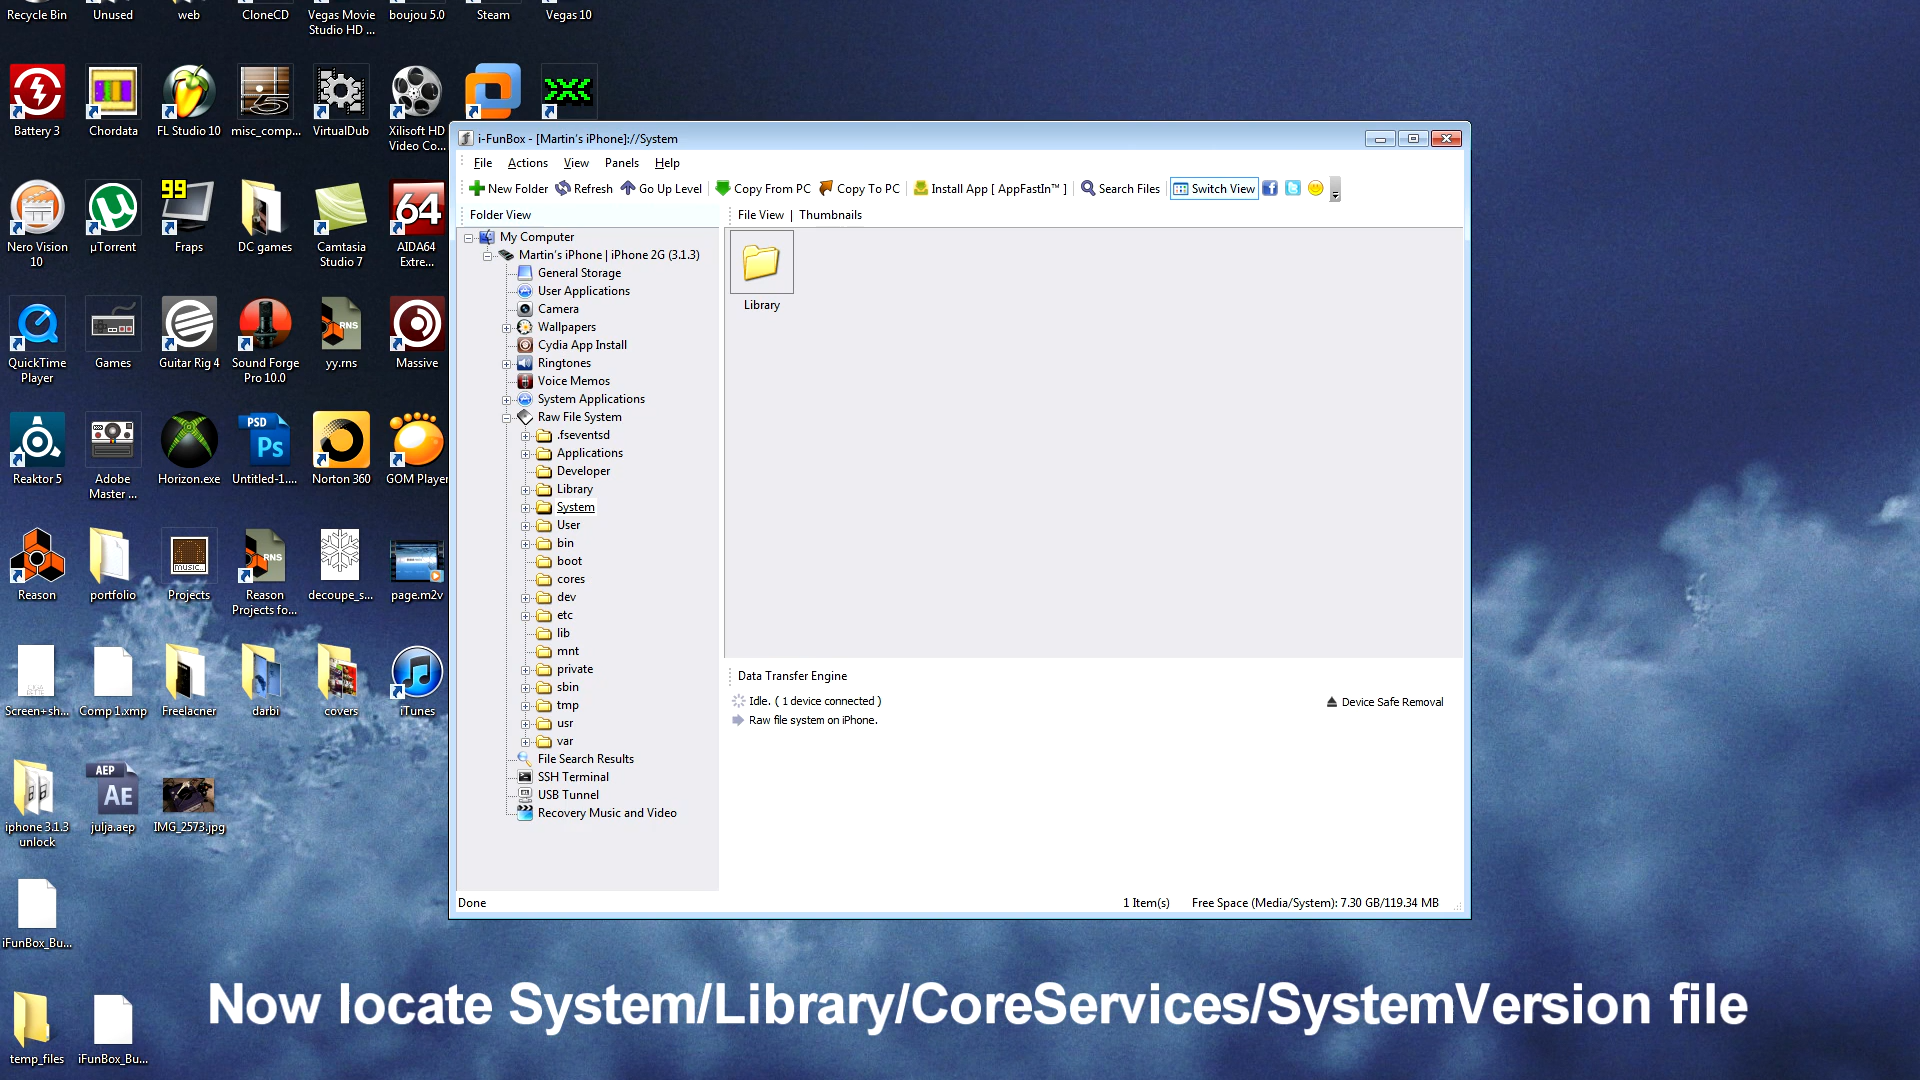 Recycle Bin
Unused
web
CloneCD
Vegas Movie
Studio HD ...
boujou 5.0
Steam
Vegas 10
Battery 3
Chordata
FL Studio 10
misc_comp...
VirtualDub
Xilisoft HD
Video Co...
99
64
Nero Vision
10
µTorrent
Fraps
DC games
Camtasia
Studio 7
AIDA64
Extre...
RNS
QuickTime
Player
Games
Guitar Rig 4
Sound Forge
Pro 10.0
yy.rns
Massive
PSD
Ps
Reaktor 5
Adobe
Master ...
Horizon.exe
Untitled-1....
Norton 360
GOM Player
music..
RNS
Reason
portfolio
Projects
Reason
Projects fo...
decoupe_s...
page.m2v
Screen+sh...
Comp 1.xmp
Freelacner
darbi
covers
iTunes
AEP
AE
iphone 3.1.3
unlock
julja.aep
IMG_2573.jpg
iFunBox_Bu...
temp_files
iFunBox_Bu...
i-FunBox - [Martin's iPhone]://System
File
Actions
View
Panels
Help
New Folder
Refresh
Go Up Level
Copy From PC
Copy To PC
Install App [ AppFastIn™ ]
Search Files
Switch View
Folder View
My Computer
Martin's iPhone | iPhone 2G (3.1.3)
General Storage
User Applications
Camera
Wallpapers
Cydia App Install
Ringtones
Voice Memos
System Applications
Raw File System
.fseventsd
Applications
Developer
Library
System
User
bin
boot
cores
dev
etc
lib
mnt
private
sbin
tmp
usr
var
File Search Results
SSH Terminal
USB Tunnel
Recovery Music and Video
File View | Thumbnails
Library
Data Transfer Engine
Idle. ( 1 device connected )
Device Safe Removal
Raw file system on iPhone.
Done
1 Item(s)
Free Space (Media/System): 7.30 GB/119.34 MB
Now locate System/Library/CoreServices/SystemVersion file